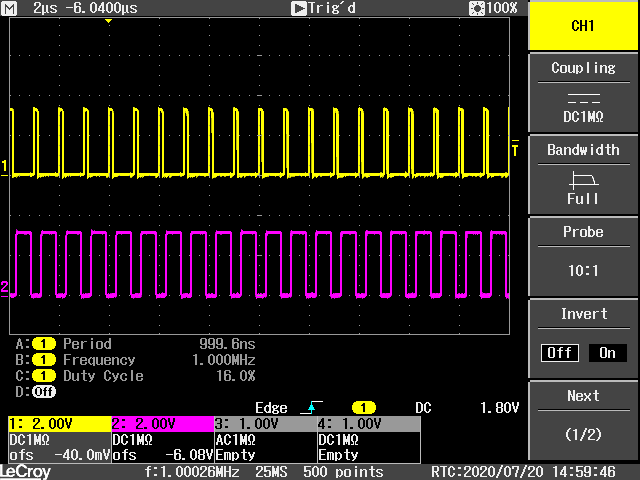 M 2µs -6.0400µs Trig'd 100%
CH1
Coupling
DC1MΩ
Bandwidth
Full
Probe
10:1
Invert
Off On
Next
(1/2)
1
T
2
A: 1 Period 999.6ns
B: 1 Frequency 1.000MHz
C: 1 Duty Cycle 16.0%
D: Off
Edge 1 DC 1.80V
1: 2.00V 2: 2.00V 3: 1.00V 4: 1.00V
DC1MΩ DC1MΩ AC1MΩ DC1MΩ
ofs -40.0mV ofs -6.08V Empty Empty
LeCroy f:1.00026MHz 25MS 500 points RTC:2020/07/20 14:59:46